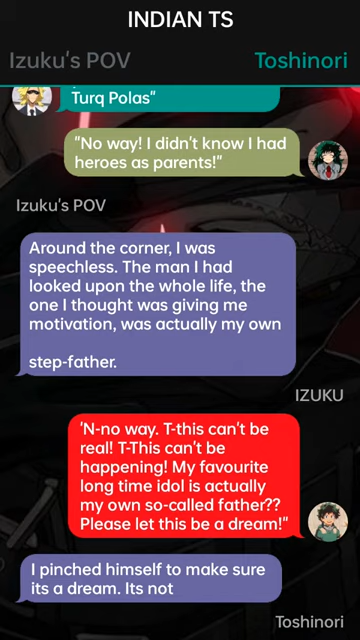 INDIAN TS
Izuku's POV
Toshinori
Turq Polas"
"No way! I didn't know I had
heroes as parents!"
Izuku's POV
Around the corner, I was
speechless. The man I had
looked upon the whole life, the
one I thought was giving me
motivation, was actually my own
step-father.
IZUKU
'N-no way. T-this can't be
real! T-This can't be
happening! My favourite
long time idol is actually
my own so-called father??
Please let this be a dream!"
I pinched himself to make sure
its a dream. Its not
Toshinori